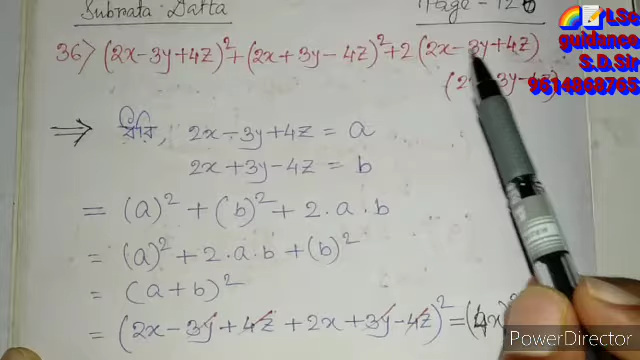 Subrata Datta
Page - 126
LSc
guidance
S.D.Sir
9614868765
36> (2x-3y+4z)²+(2x+3y-4z)²+2(2x-3y+4z)
⇒ ধরি, 2x-3y+4z = a
2x+3y-4z = b
= (a)² + (b)² + 2.a.b
= (a)² + 2.a.b + (b)²
= (a+b)²
= (2x-3y+4z+2x+3y-4z)² = (4x)²
PowerDirector